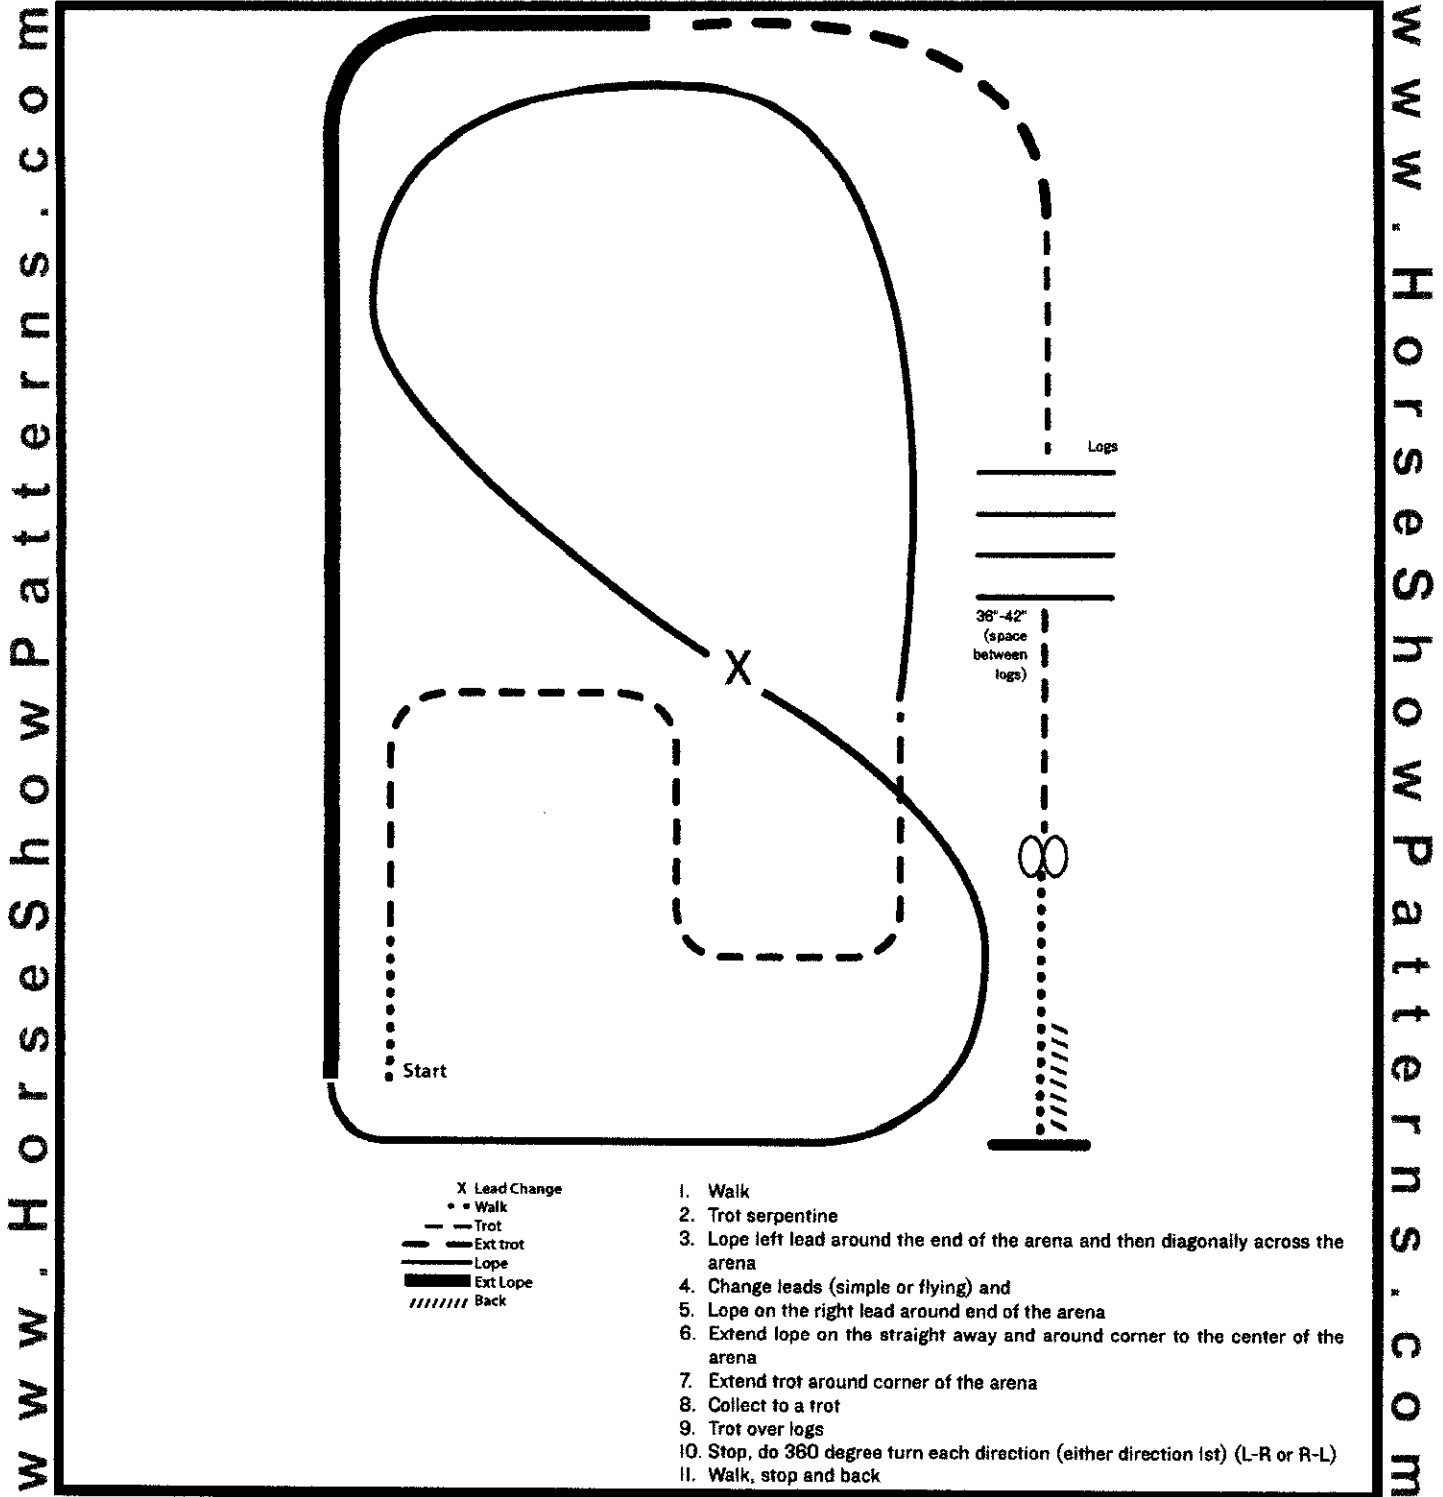 www.HorseShowPatterns.com
www.HorseShowPatterns.com
Logs
36"-42"
(space
between
logs)
X
Start
X Lead Change
Walk
Trot
Ext trot
Lope
Ext Lope
Back
1. Walk
2. Trot serpentine
3. Lope left lead around the end of the arena and then diagonally across the
arena
4. Change leads (simple or flying) and
5. Lope on the right lead around end of the arena
6. Extend lope on the straight away and around corner to the center of the
arena
7. Extend trot around corner of the arena
8. Collect to a trot
9. Trot over logs
10. Stop, do 360 degree turn each direction (either direction 1st) (L-R or R-L)
11. Walk, stop and back